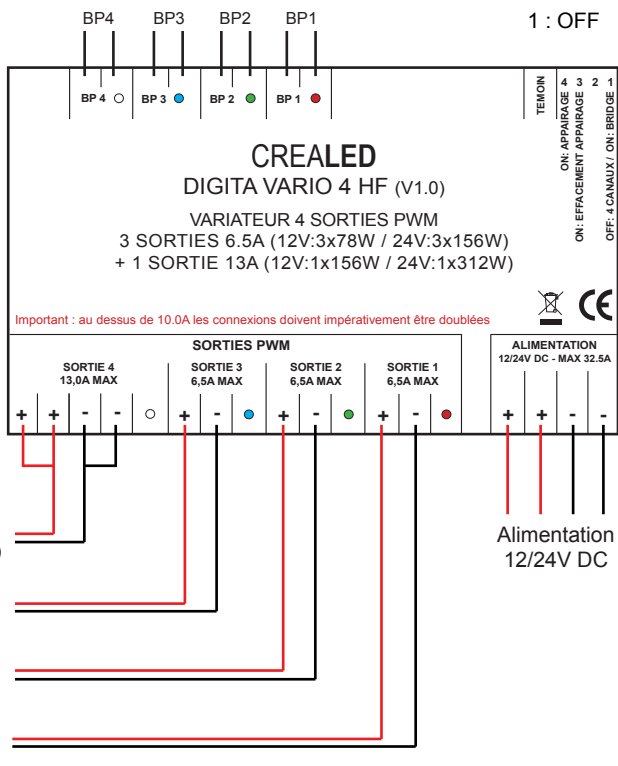 BP4 BP3 BP2 BP1
1 : OFF
BP 4 BP 3 BP 2 BP 1
TEMOIN
4 3 2 1
ON: APPAIRAGE
ON: EFFACEMENT APPAIRAGE
OFF: 4 CANAUX / ON: BRIDGE
CREALED
DIGITA VARIO 4 HF (V1.0)
VARIATEUR 4 SORTIES PWM
3 SORTIES 6.5A (12V:3x78W / 24V:3x156W)
+ 1 SORTIE 13A (12V:1x156W / 24V:1x312W)
CE
Important : au dessus de 10.0A les connexions doivent impérativement être doublées
SORTIES PWM
SORTIE 4
13,0A MAX
SORTIE 3
6,5A MAX
SORTIE 2
6,5A MAX
SORTIE 1
6,5A MAX
ALIMENTATION
12/24V DC - MAX 32.5A
+ + - - + - + - + - + + - -
Alimentation
12/24V DC
)